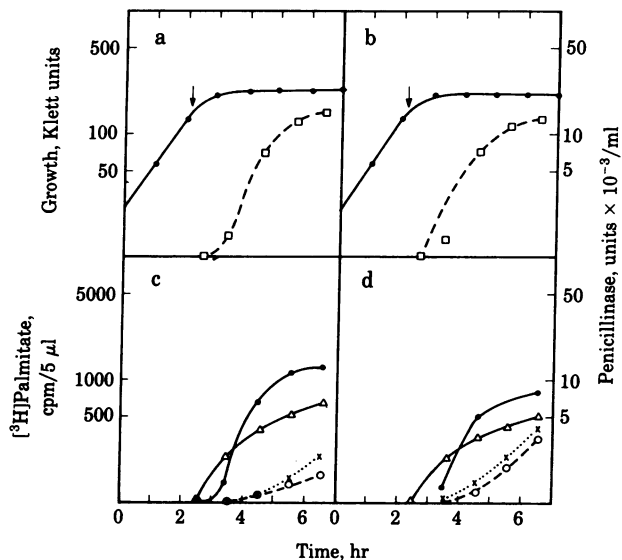 a
b
500
100
50
Growth, Klett units
50
10
5
c
d
5000
1000
500
0
[³H]Palmitate,
cpm/5 μl
50
10
5
Penicillinase, units × 10⁻³/ml
0 2 4 6 0 2 4 6
Time, hr